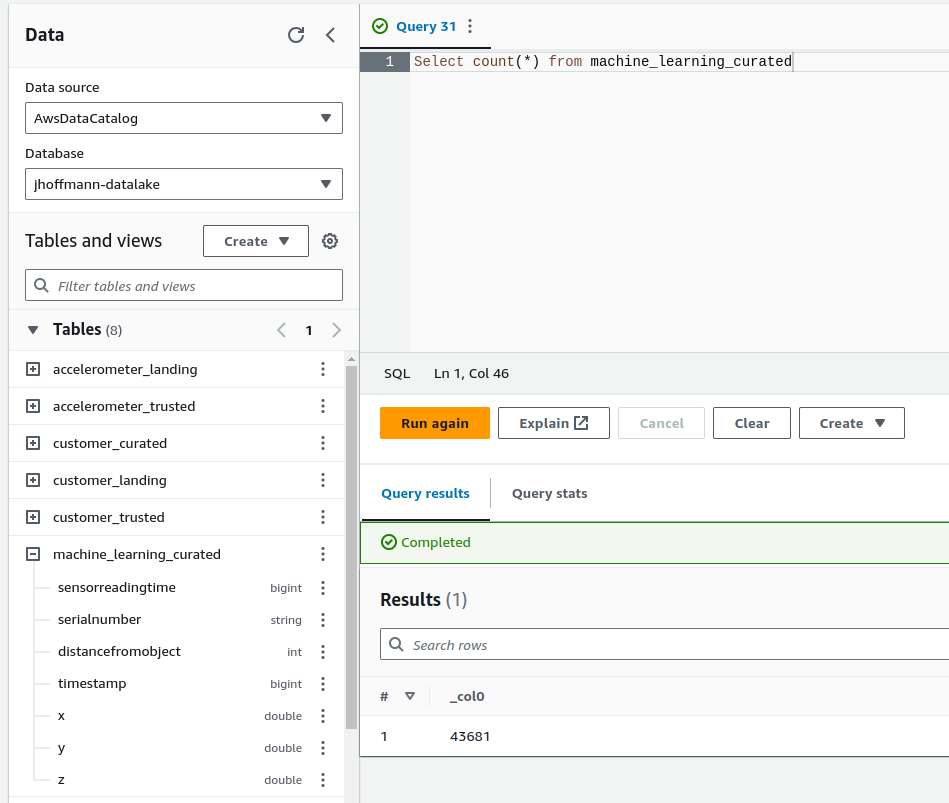 Data
Data source
AwsDataCatalog
Database
jhoffmann-datalake
Tables and views
Create
Filter tables and views
Tables (8)
1
accelerometer_landing
accelerometer_trusted
customer_curated
customer_landing
customer_trusted
machine_learning_curated
sensorreadingtime bigint
serialnumber string
distancefromobject int
timestamp bigint
x double
y double
z double
Query 31
1 Select count(*) from machine_learning_curated
SQL Ln 1, Col 46
Run again Explain Cancel Clear Create
Query results Query stats
Completed
Results (1)
Search rows
# _col0
1 43681